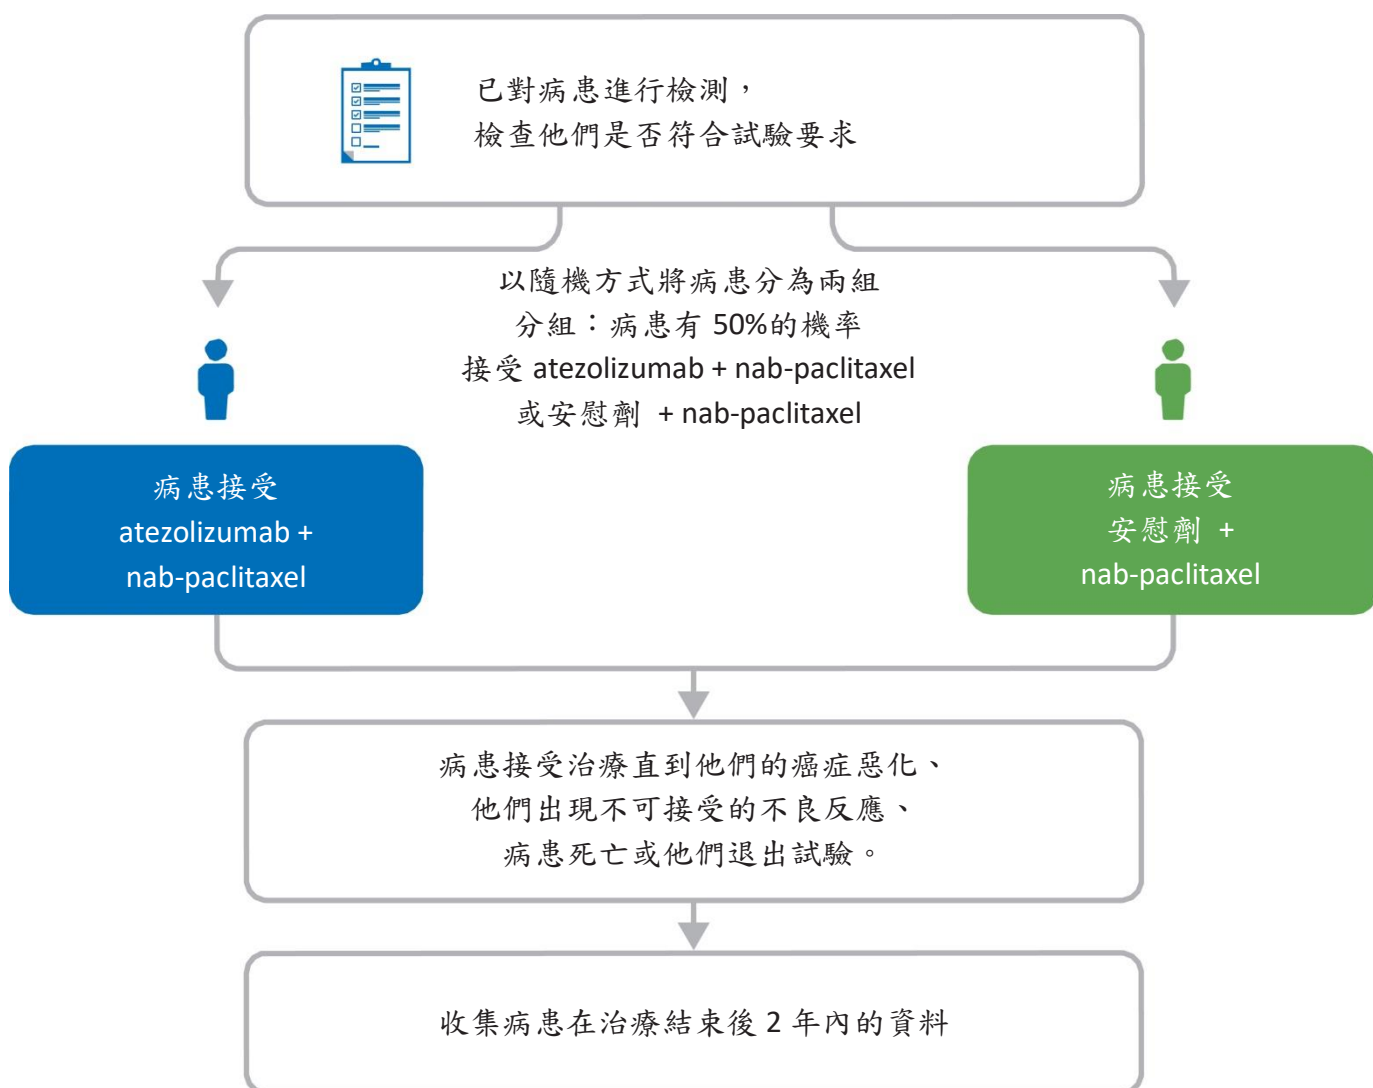 已對病患進行檢測，
檢查他們是否符合試驗要求
以隨機方式將病患分為兩組
分組：病患有 50%的機率
接受 atezolizumab + nab-paclitaxel
或安慰劑 + nab-paclitaxel
病患接受
atezolizumab +
nab-paclitaxel
病患接受
安慰劑 +
nab-paclitaxel
病患接受治療直到他們的癌症惡化、
他們出現不可接受的不良反應、
病患死亡或他們退出試驗。
收集病患在治療結束後 2 年內的資料